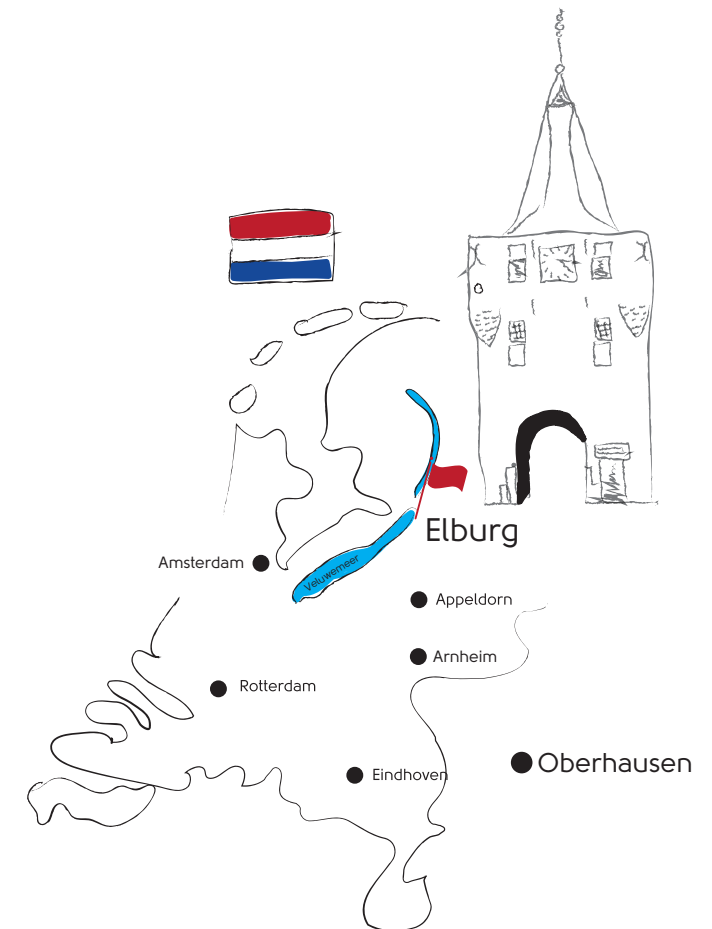 Elburg
Amsterdam
Veluwemeer
Appeldorn
Arnheim
Rotterdam
Oberhausen
Eindhoven